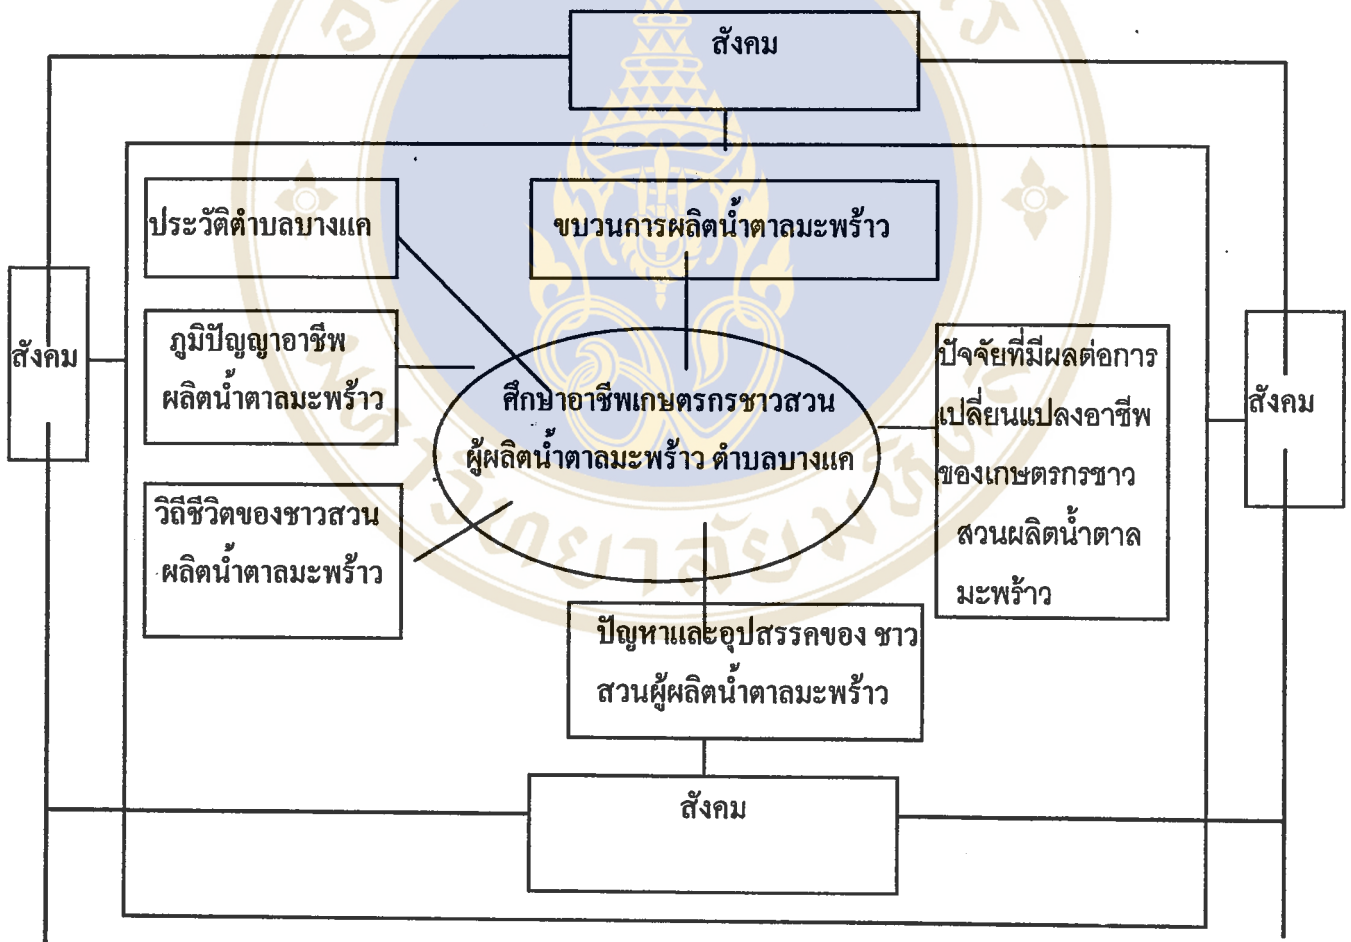 สังคม
ประวัติตำบลบางแค
ขบวนการผลิตน้ำตาลมะพร้าว
ภูมิปัญญาอาชีพ
ผลิตน้ำตาลมะพร้าว
สังคม
ศึกษาอาชีพเกษตรกรชาวสวน
ผู้ผลิตน้ำตาลมะพร้าว ตำบลบางแค
ปัจจัยที่มีผลต่อการ
เปลี่ยนแปลงอาชีพ
ของเกษตรกรชาว
สวนผลิตน้ำตาล
มะพร้าว
สังคม
วิถีชีวิตของชาวสวน
ผลิตน้ำตาลมะพร้าว
ปัญหาและอุปสรรคของ ชาว
สวนผู้ผลิตน้ำตาลมะพร้าว
สังคม